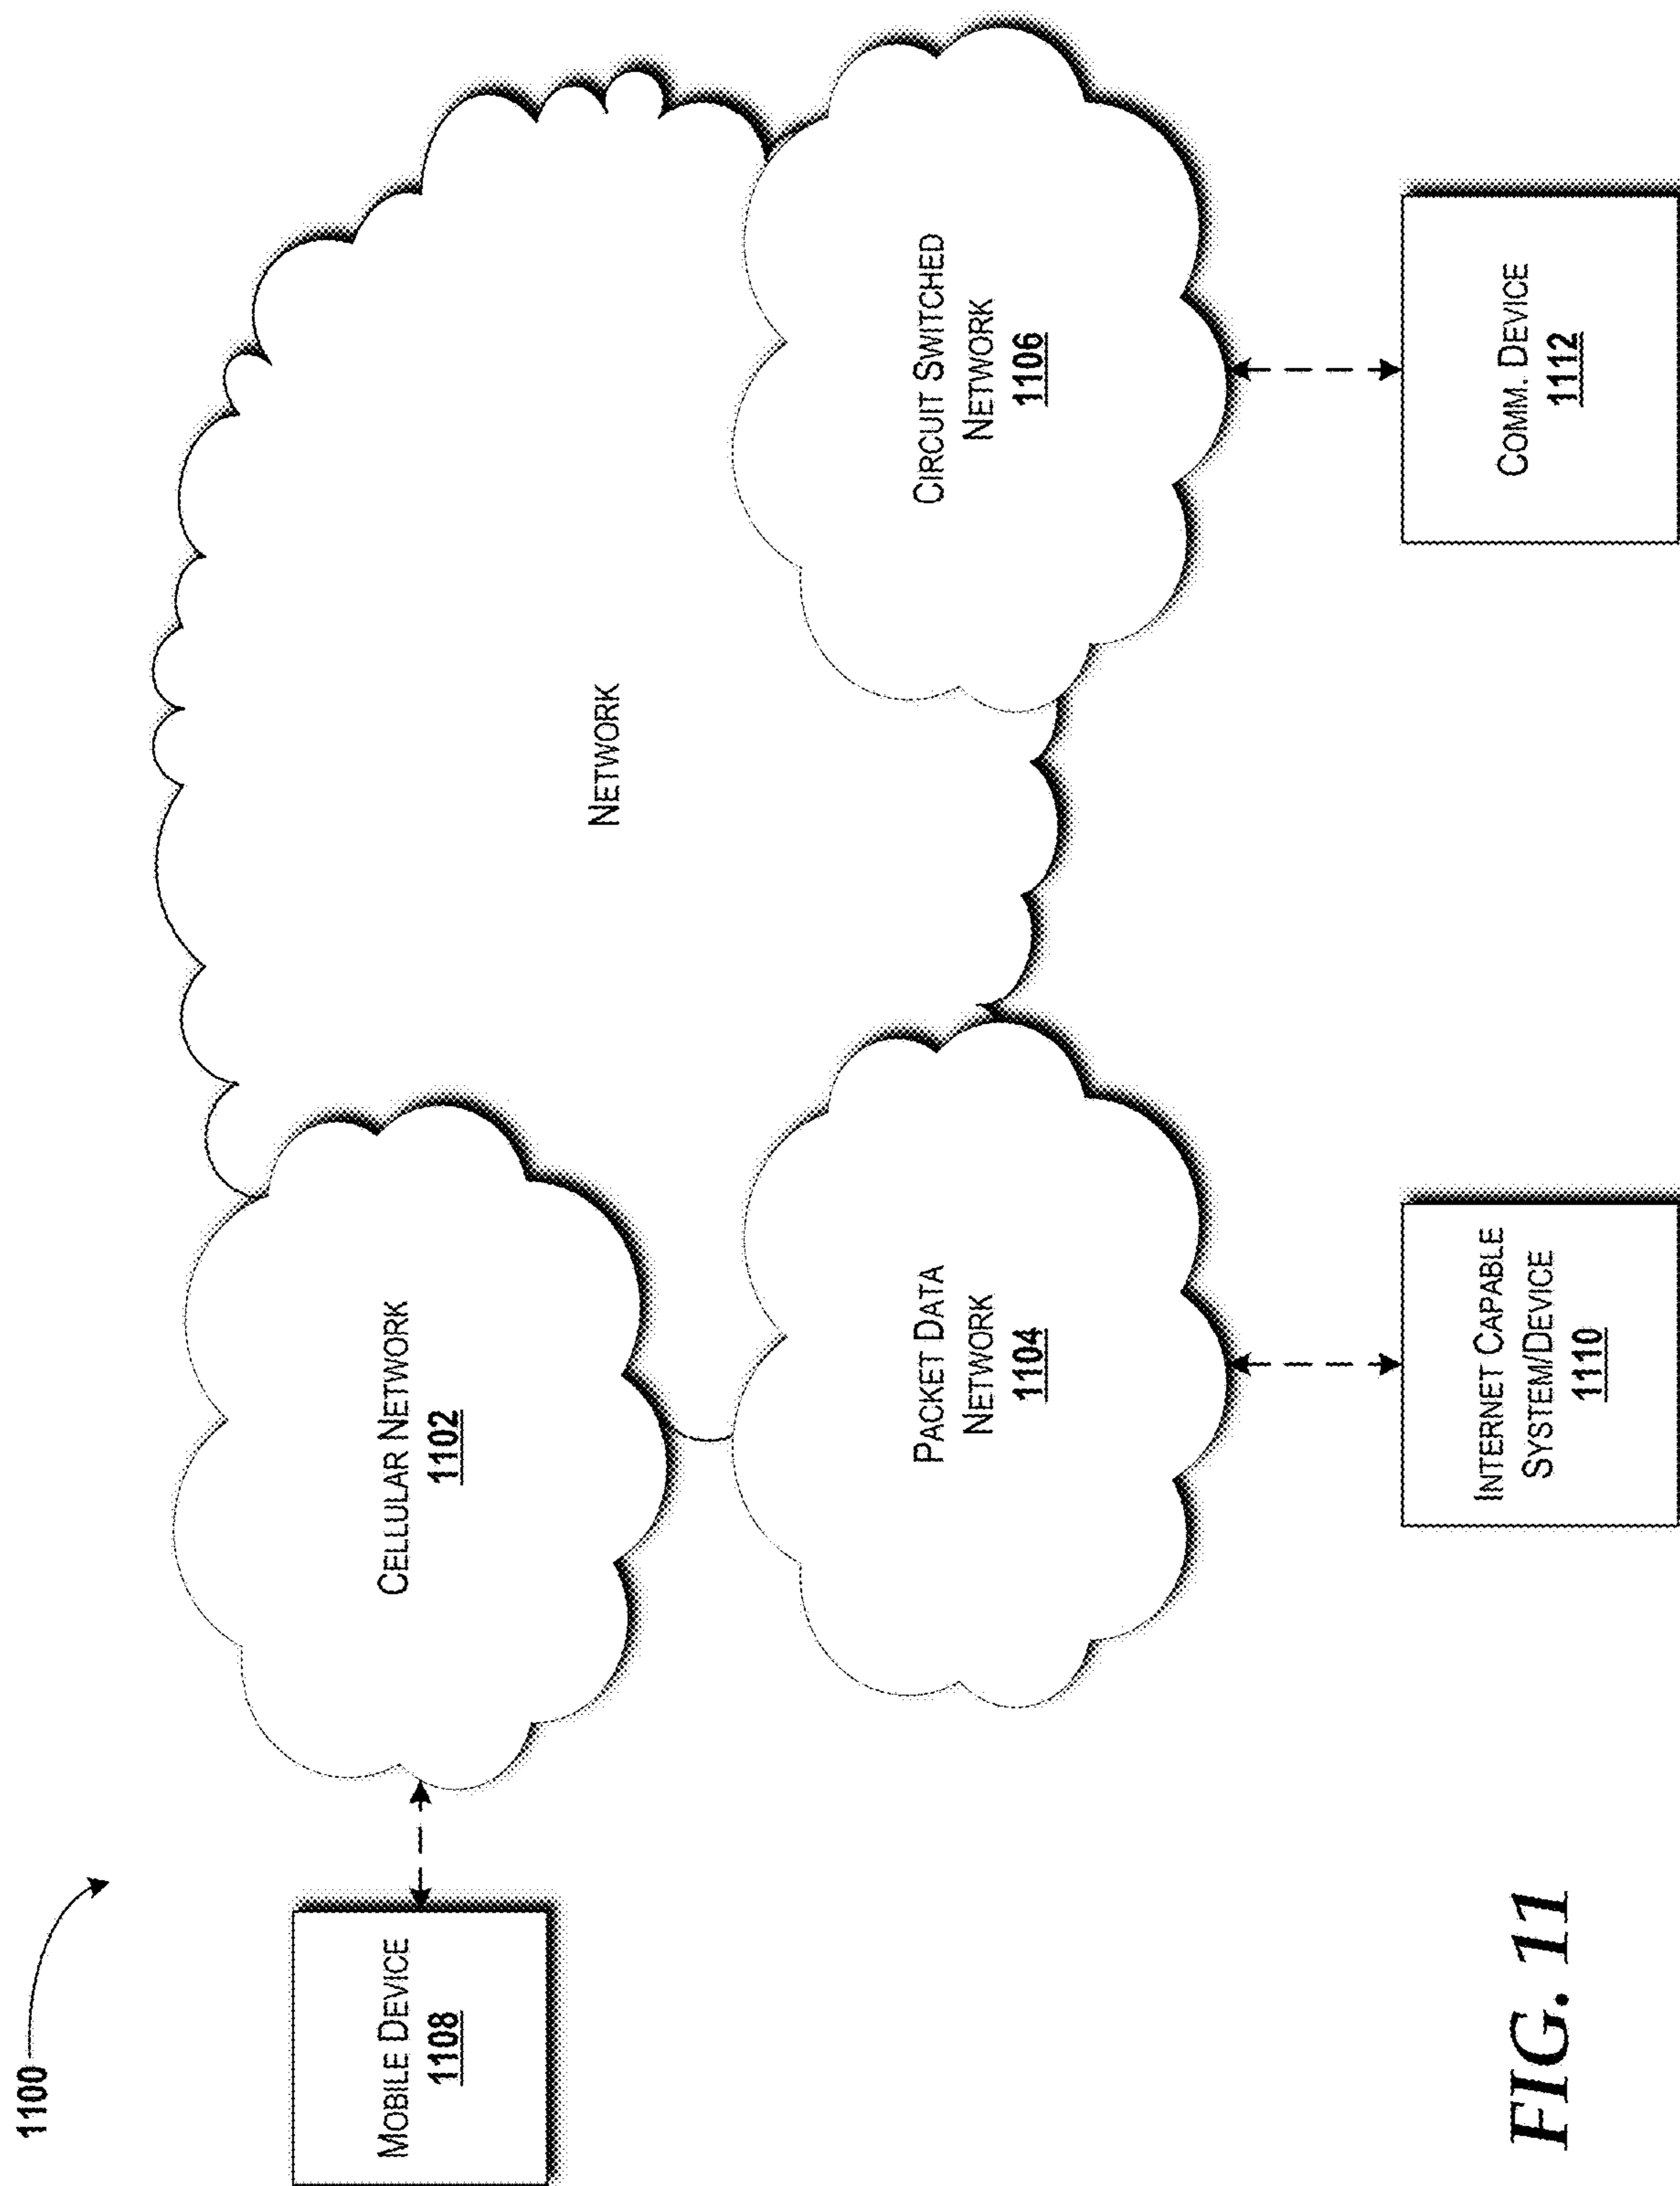 1100
MOBILE DEVICE
1108
CELLULAR NETWORK
1102
NETWORK
PACKET DATA
NETWORK
1104
CIRCUIT SWITCHED
NETWORK
1106
INTERNET CAPABLE
SYSTEM/DEVICE
1110
COMM. DEVICE
1112
FIG. 11